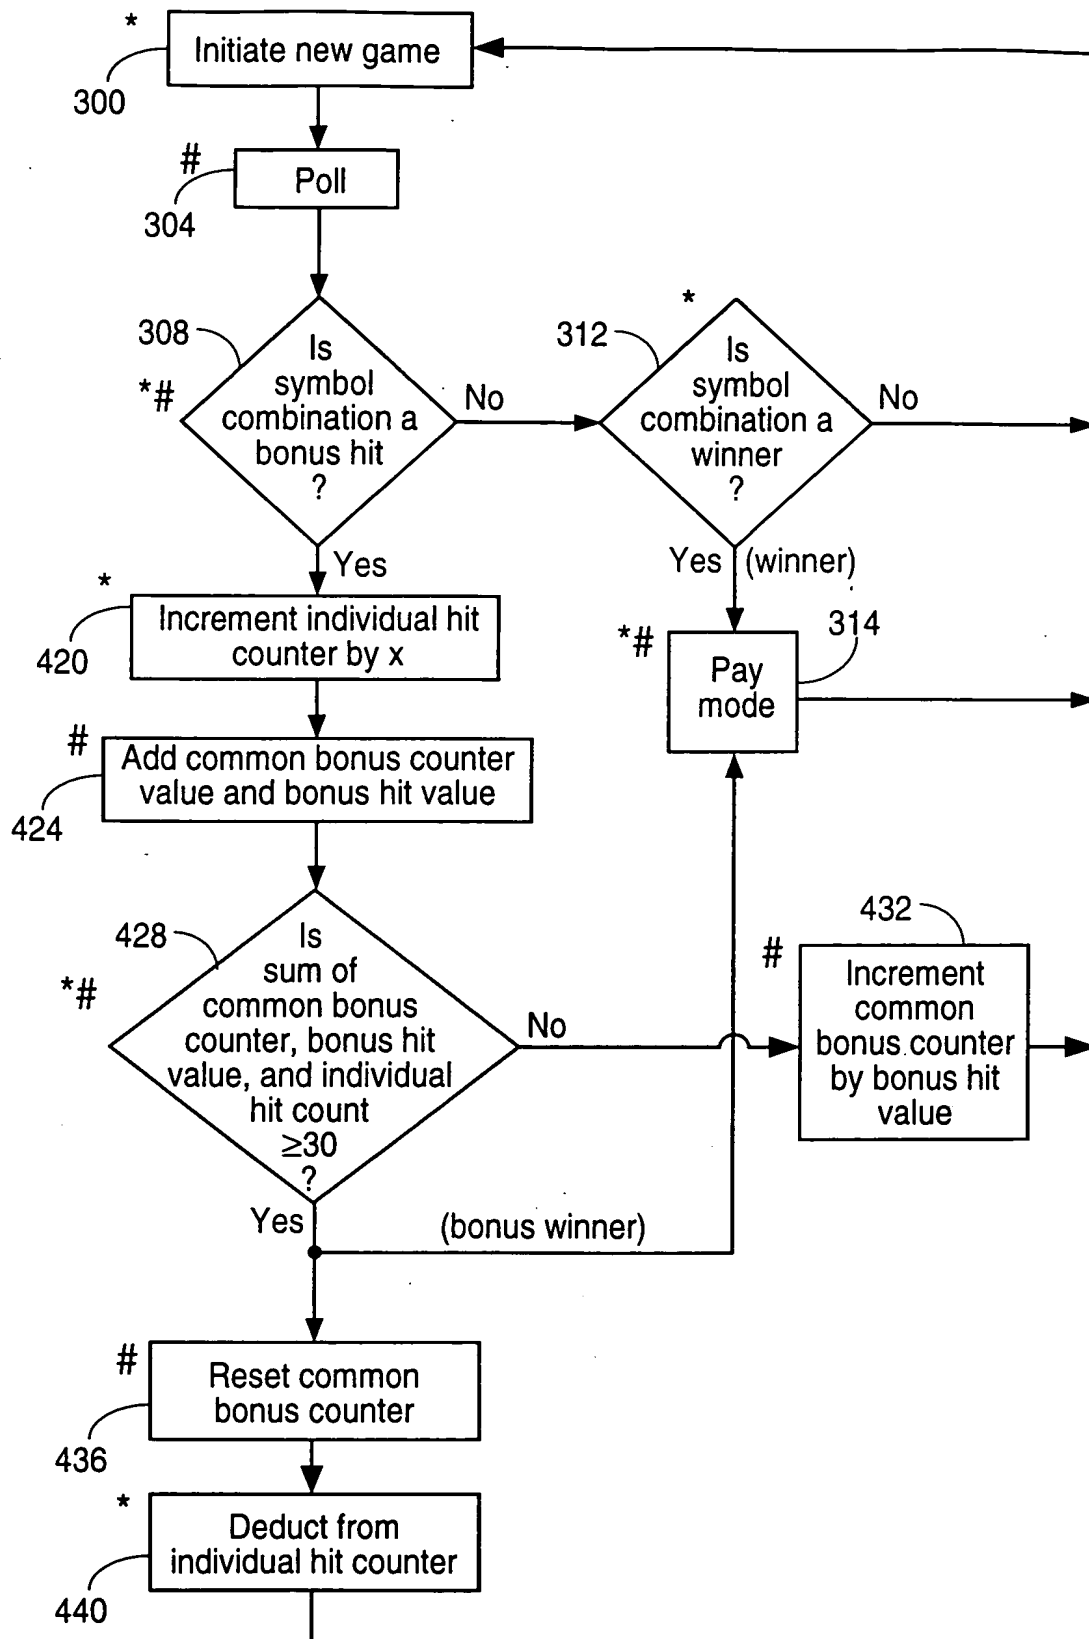 *
Initiate new game
300
#
Poll
304
308
*#
Is
symbol
combination a
bonus hit
?
No
312
*
Is
symbol
combination a
winner
?
No
Yes
Yes (winner)
*
Increment individual hit
counter by x
420
*#
314
Pay
mode
#
Add common bonus counter
value and bonus hit value
424
428
*#
Is
sum of
common bonus
counter, bonus hit
value, and individual
hit count
≥30
?
No
432
#
Increment
common
bonus counter
by bonus hit
value
Yes
(bonus winner)
#
Reset common
bonus counter
436
*
Deduct from
individual hit counter
440